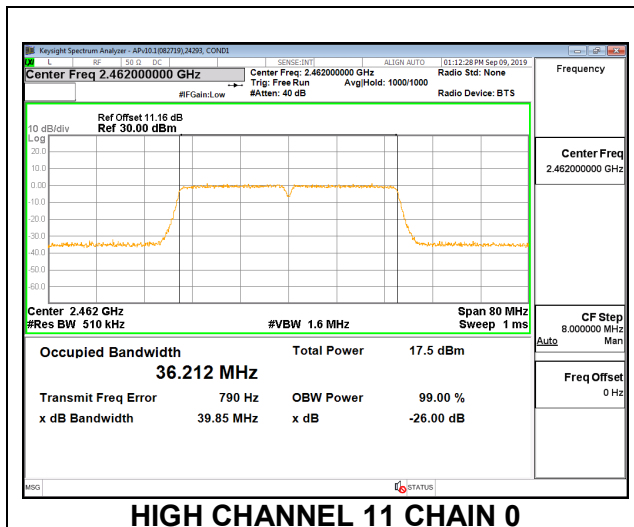 Keysight Spectrum Analyzer - APv10.1(082719),24293, COND1
L RF 50 Ω DC SENSE:INT ALIGN AUTO 01:12:28 PM Sep 09, 2019
Center Freq 2.462000000 GHz
#IFGain:Low
Center Freq: 2.462000000 GHz
Trig: Free Run Avg|Hold: 1000/1000
#Atten: 40 dB
Radio Std: None
Radio Device: BTS
Frequency
Ref Offset 11.16 dB
10 dB/div Ref 30.00 dBm
Log
20.0
10.0
0.00
-10.0
-20.0
-30.0
-40.0
-50.0
-60.0
Center Freq
2.462000000 GHz
Center 2.462 GHz Span 80 MHz
#Res BW 510 kHz #VBW 1.6 MHz Sweep 1 ms
CF Step
8.000000 MHz
Auto Man
Occupied Bandwidth Total Power 17.5 dBm
36.212 MHz
Transmit Freq Error 790 Hz OBW Power 99.00 %
x dB Bandwidth 39.85 MHz x dB -26.00 dB
Freq Offset
0 Hz
MSG STATUS
HIGH CHANNEL 11 CHAIN 0